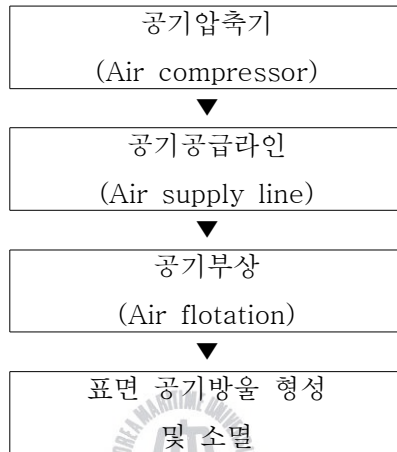 공기압축기
(Air compressor)
▼
공기공급라인
(Air supply line)
▼
공기부상
(Air flotation)
▼
표면 공기방울 형성
및 소멸